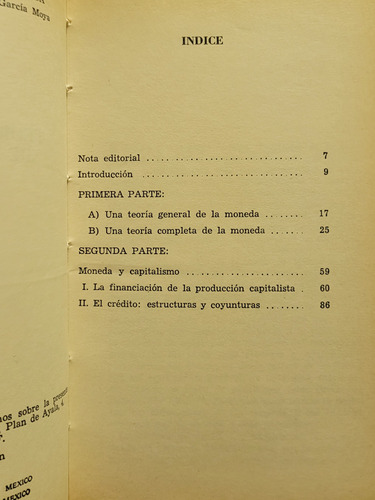 García Moya
INDICE
Nota editorial .......................... 7
Introducción .......................... 9
PRIMERA PARTE:
A) Una teoría general de la moneda ........ 17
B) Una teoría completa de la moneda ...... 25
SEGUNDA PARTE:
Moneda y capitalismo ................... 59
I. La financiación de la producción capitalista . 60
II. El crédito: estructuras y coyunturas ....... 86
sobre la
Plan de Ayala, 4
MEXICO
MEXICO